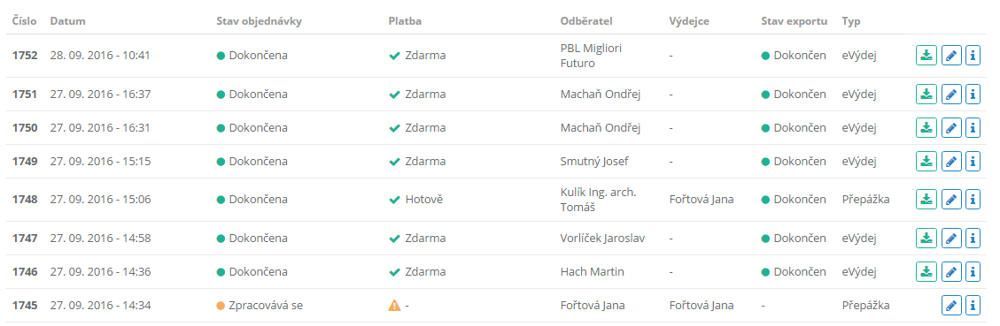 Číslo Datum Stav objednávky Platba Odběratel Výdejce Stav exportu Typ
1752 28. 09. 2016 - 10:41 Dokončena Zdarma PBL Migliori Futuro - Dokončen eVýdej
1751 27. 09. 2016 - 16:37 Dokončena Zdarma Machaň Ondřej - Dokončen eVýdej
1750 27. 09. 2016 - 16:31 Dokončena Zdarma Machaň Ondřej - Dokončen eVýdej
1749 27. 09. 2016 - 15:15 Dokončena Zdarma Smutný Josef - Dokončen eVýdej
1748 27. 09. 2016 - 15:06 Dokončena Hotově Kulík Ing. arch. Tomáš Fořtová Jana Dokončen Přepážka
1747 27. 09. 2016 - 14:58 Dokončena Zdarma Vorlíček Jaroslav - Dokončen eVýdej
1746 27. 09. 2016 - 14:36 Dokončena Zdarma Hach Martin - Dokončen eVýdej
1745 27. 09. 2016 - 14:34 Zpracovává se - Fořtová Jana Fořtová Jana - Přepážka